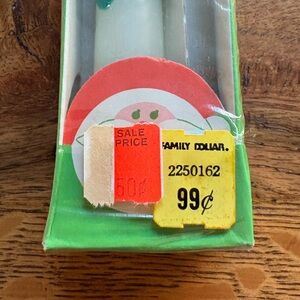 SALE
PRICE
50¢
FAMILY DOLLAR.
2250162
99¢